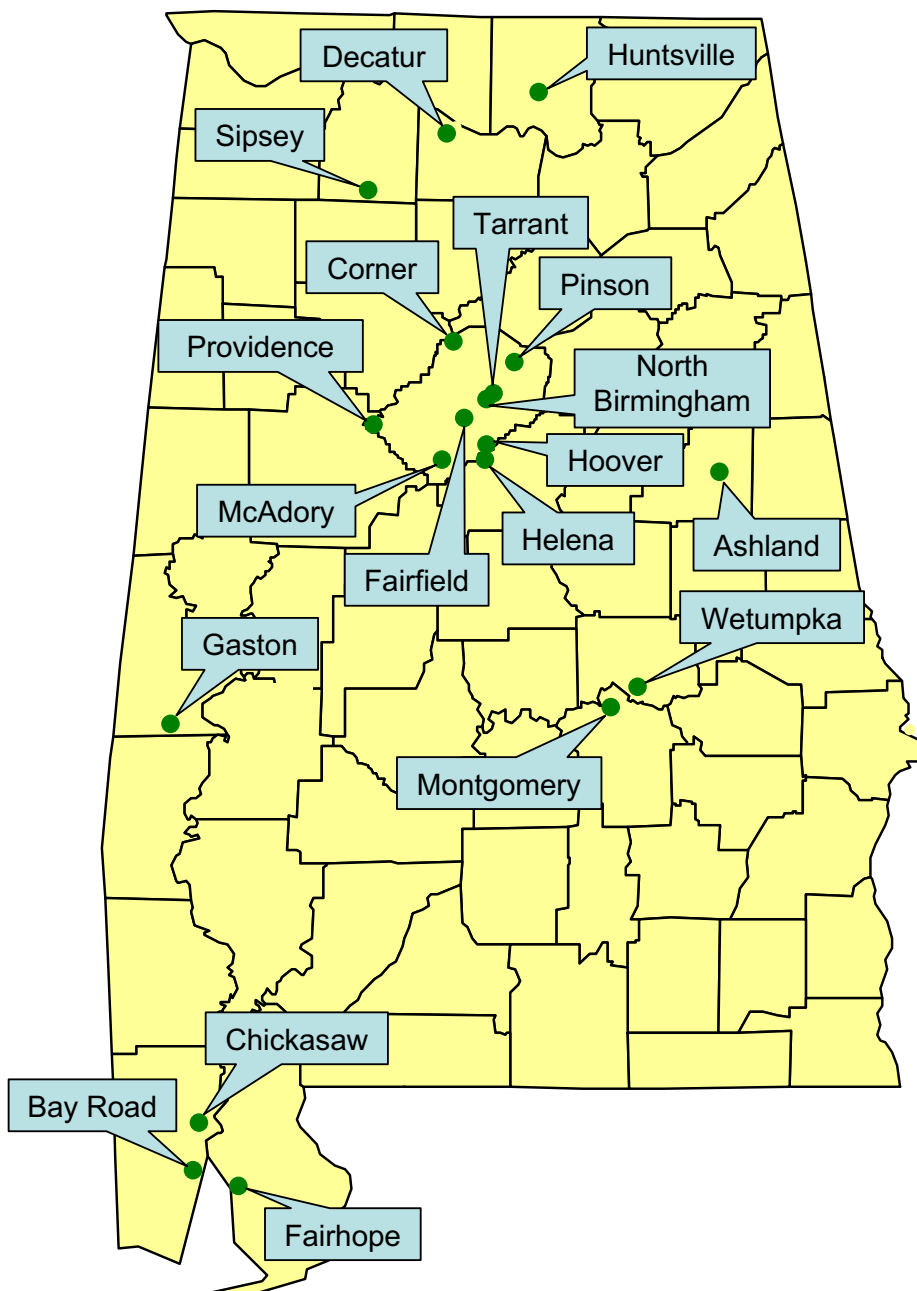 Decatur
Huntsville
Sipsey
Tarrant
Corner
Pinson
Providence
North
Birmingham
Hoover
McAdory
Helena
Ashland
Fairfield
Wetumpka
Gaston
Montgomery
Chickasaw
Bay Road
Fairhope